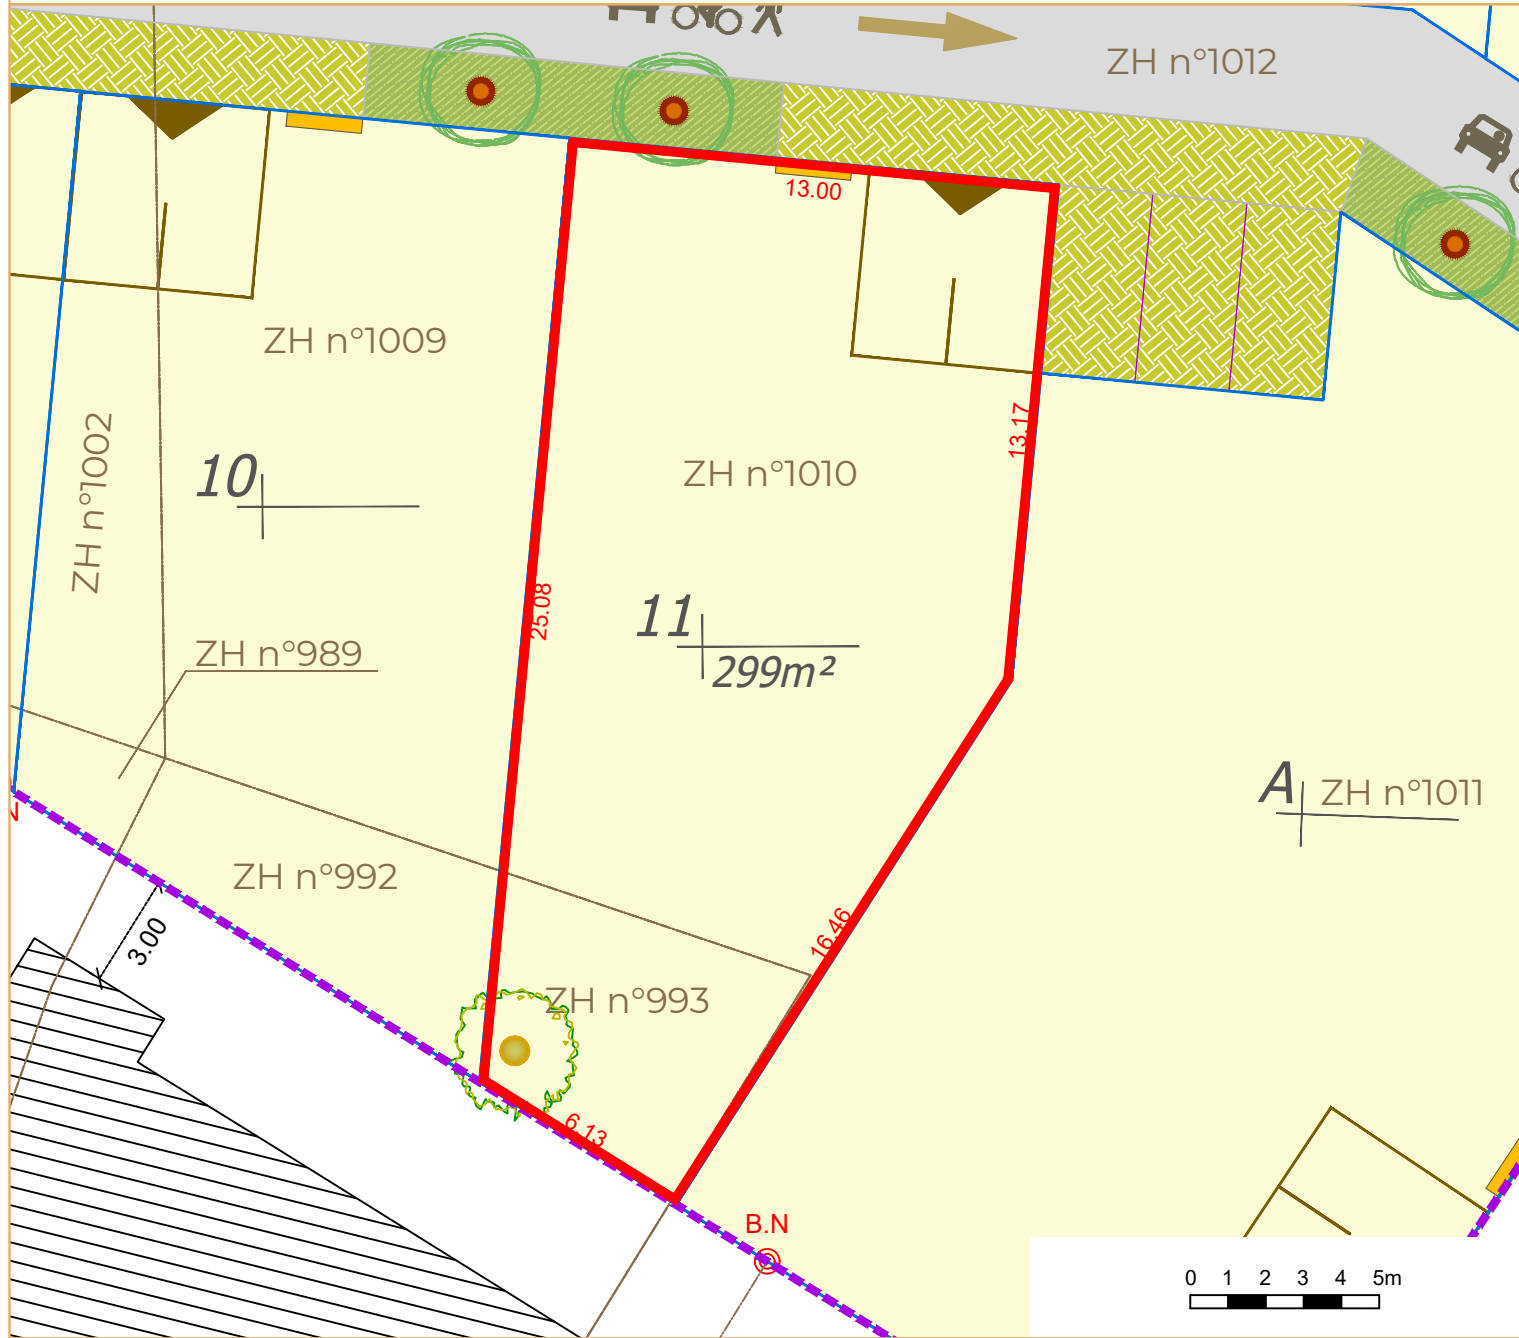 ZH n°1012
13.00
ZH n°1009
ZH n°1002
10
13.17
ZH n°1010
25.08
11
299m²
ZH n°989
A
ZH n°1011
N
ZH n°992
3.00
16.46
ZH n°993
6.13
B.N
0 1 2 3 4 5m